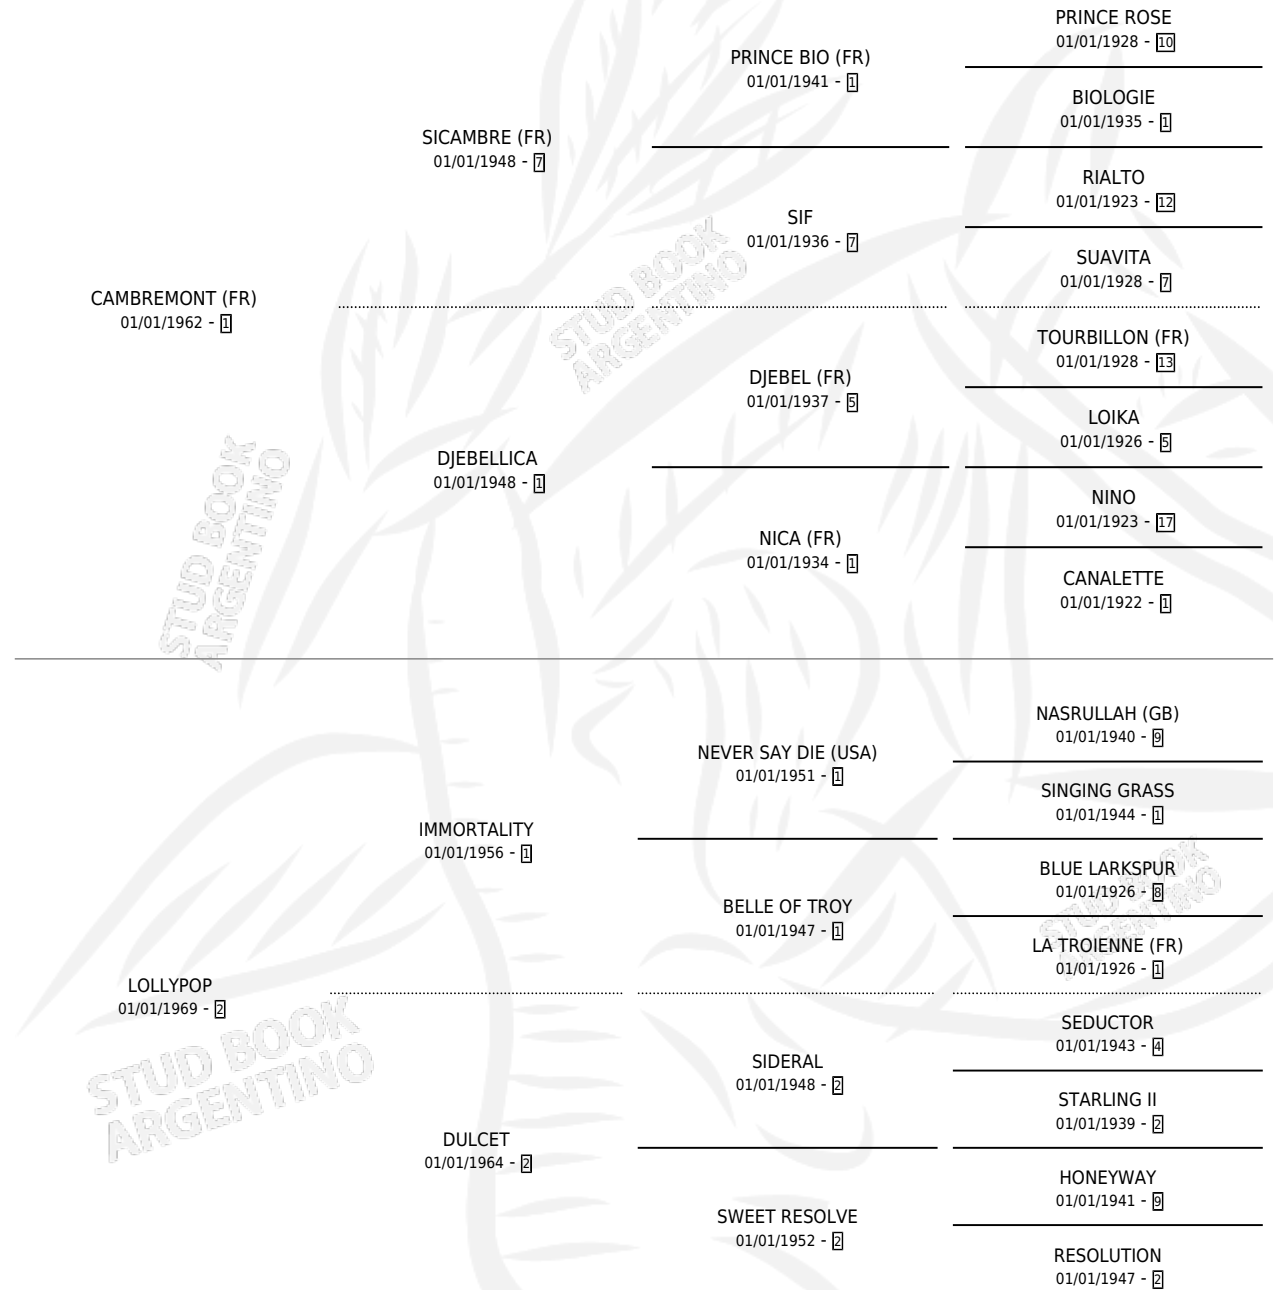 PRINCE ROSE
01/01/1928 - 10
PRINCE BIO (FR)
01/01/1941 - 1
BIOLOGIE
01/01/1935 - 1
SICAMBRE (FR)
01/01/1948 - 7
RIALTO
01/01/1923 - 12
SIF
01/01/1936 - 7
SUAVITA
01/01/1928 - 7
CAMBREMONT (FR)
01/01/1962 - 1
TOURBILLON (FR)
01/01/1928 - 13
DJEBEL (FR)
01/01/1937 - 5
LOIKA
01/01/1926 - 5
DJEBELLICA
01/01/1948 - 1
NINO
01/01/1923 - 17
NICA (FR)
01/01/1934 - 1
CANALETTE
01/01/1922 - 1
STUD BOOK
ARGENTINO
STUD BOOK
ARGENTINO
NASRULLAH (GB)
01/01/1940 - 9
NEVER SAY DIE (USA)
01/01/1951 - 1
SINGING GRASS
01/01/1944 - 1
IMMORTALITY
01/01/1956 - 1
BLUE LARKSPUR
01/01/1926 - 8
BELLE OF TROY
01/01/1947 - 1
LA TROIENNE (FR)
01/01/1926 - 1
LOLLYPOP
01/01/1969 - 2
SEDUCTOR
01/01/1943 - 4
SIDERAL
01/01/1948 - 2
STARLING II
01/01/1939 - 2
DULCET
01/01/1964 - 2
HONEYWAY
01/01/1941 - 9
SWEET RESOLVE
01/01/1952 - 2
RESOLUTION
01/01/1947 - 2
STUD BOOK
ARGENTINO
STUD BOOK
ARGENTINO